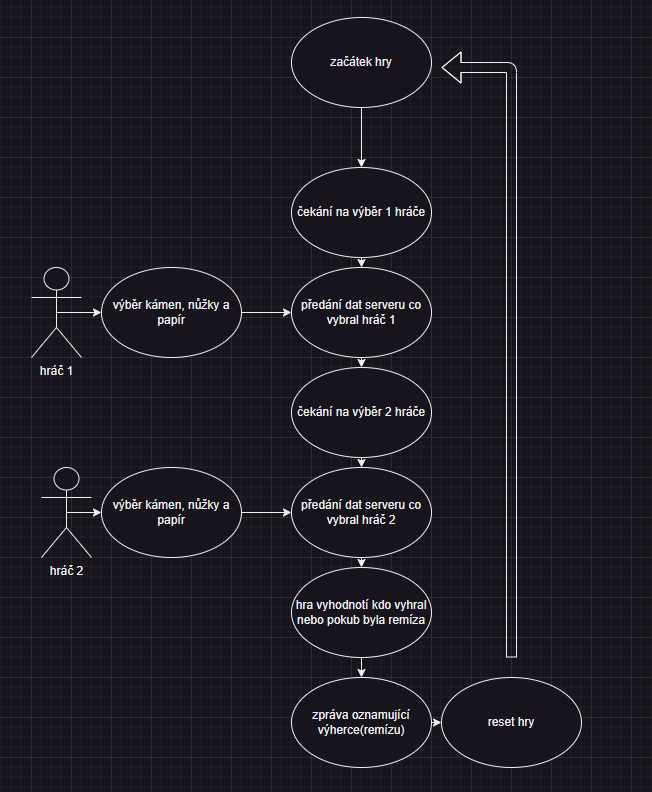 začátek hry
čekání na výběr 1 hráče
výběr kámen, nůžky a
papír
předání dat serveru co
vybral hráč 1
hráč 1
čekání na výběr 2 hráče
výběr kámen, nůžky a
papír
předání dat serveru co
vybral hráč 2
hráč 2
hra vyhodnotí kdo vyhral
nebo pokub byla remíza
zpráva oznamující
výherce(remízu)
reset hry